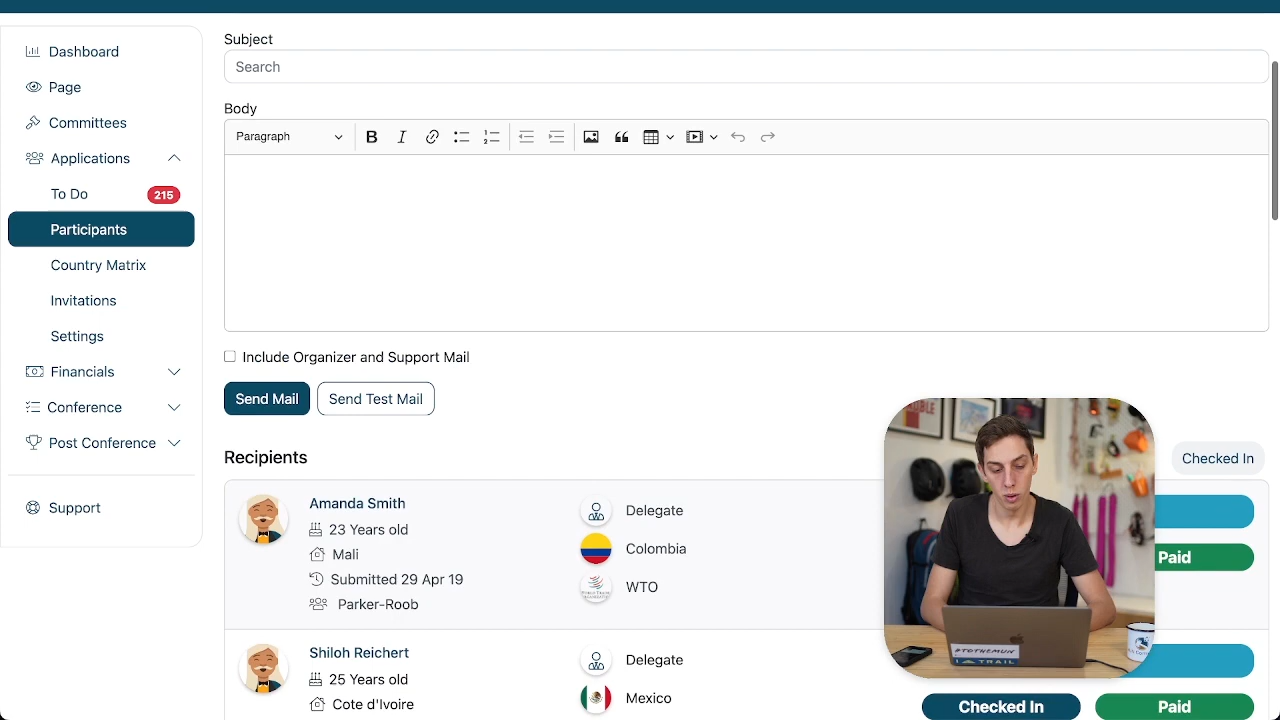 Dashboard
Page
Committees
Applications
To Do 215
Participants
Country Matrix
Invitations
Settings
Financials
Conference
Post Conference
Support
Subject
Search
Body
Paragraph
Include Organizer and Support Mail
Send Mail Send Test Mail
Recipients
Checked In
Amanda Smith
23 Years old
Mali
Submitted 29 Apr 19
Parker-Roob
Delegate
Colombia
WTO
Paid
Shiloh Reichert
25 Years old
Cote d'Ivoire
Delegate
Mexico
Checked In Paid
#TOTHEMUN
TRAIL